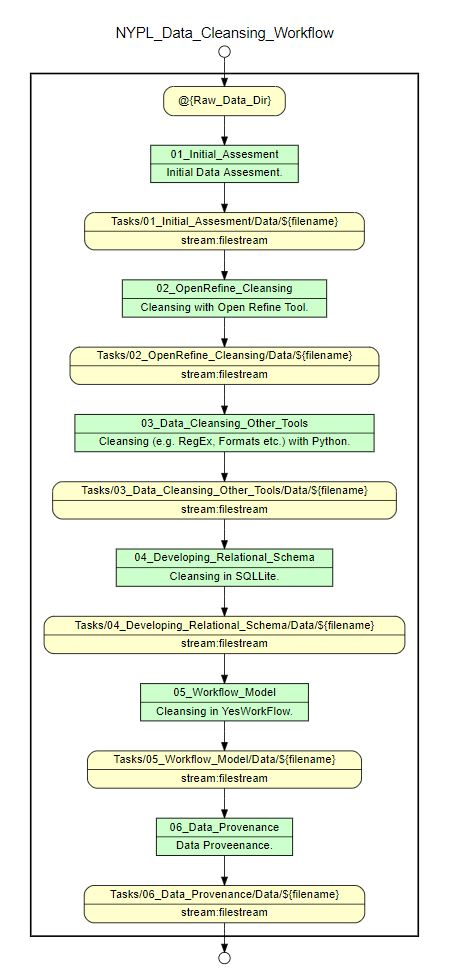 NYPL_Data_Cleansing_Workflow
@{Raw_Data_Dir}
01_Initial_Assesment
Initial Data Assesment.
Tasks/01_Initial_Assesment/Data/${filename}
stream:filestream
02_OpenRefine_Cleansing
Cleansing with Open Refine Tool.
Tasks/02_OpenRefine_Cleansing/Data/${filename}
stream:filestream
03_Data_Cleansing_Other_Tools
Cleansing (e.g. RegEx, Formats etc.) with Python.
Tasks/03_Data_Cleansing_Other_Tools/Data/${filename}
stream:filestream
04_Developing_Relational_Schema
Cleansing in SQLLite.
Tasks/04_Developing_Relational_Schema/Data/${filename}
stream:filestream
05_Workflow_Model
Cleansing in YesWorkFlow.
Tasks/05_Workflow_Model/Data/${filename}
stream:filestream
06_Data_Provenance
Data Proveenance.
Tasks/06_Data_Provenance/Data/${filename}
stream:filestream